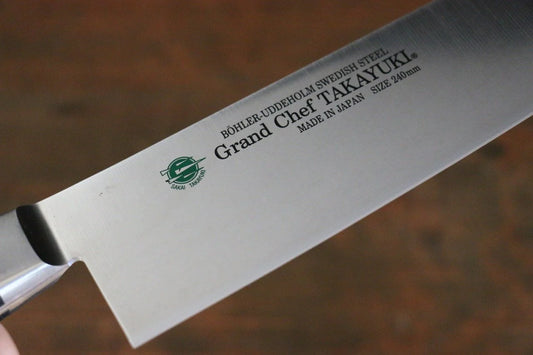 BÖHLER-UDDEHOLM SWEDISH STEEL
Grand Chef TAKAYUKI®
MADE IN JAPAN SIZE 240mm
SAKAI TAKAYUKI